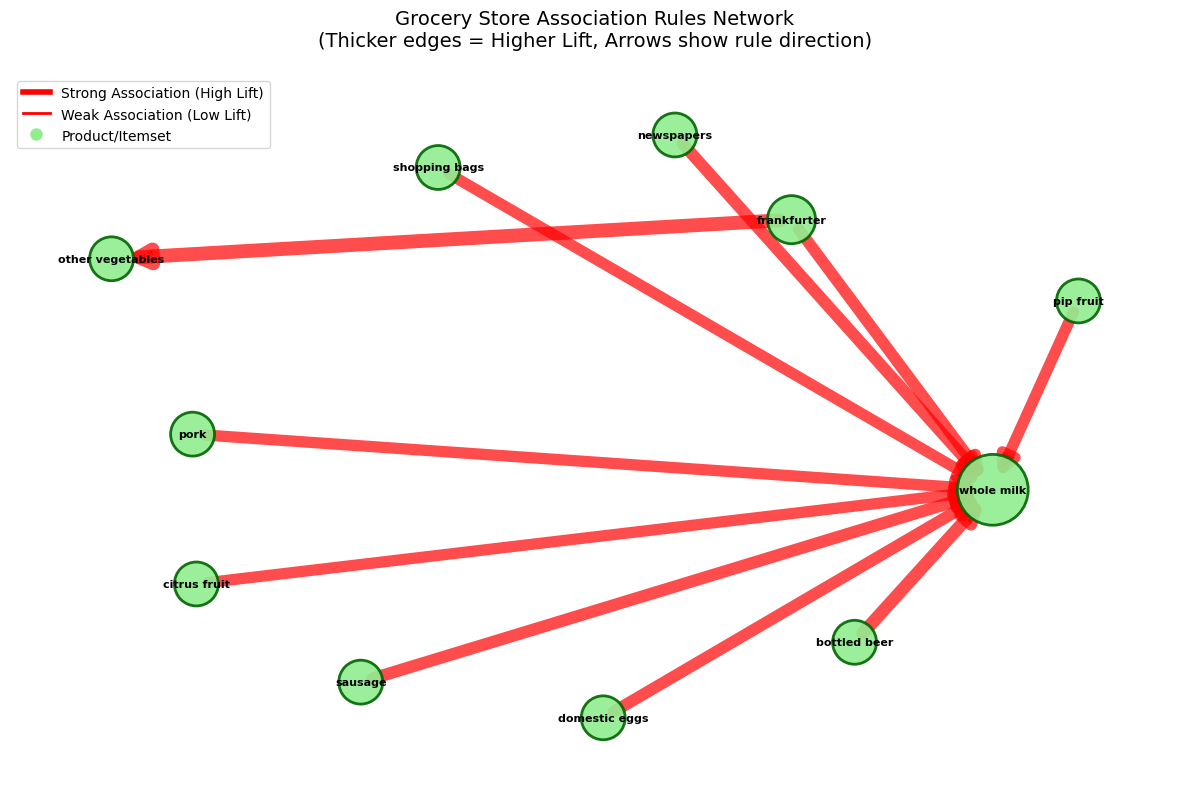 Grocery Store Association Rules Network
(Thicker edges = Higher Lift, Arrows show rule direction)
Strong Association (High Lift)
Weak Association (Low Lift)
Product/Itemset
newspapers
shopping bags
frankfurter
other vegetables
pip fruit
pork
whole milk
citrus fruit
bottled beer
sausage
domestic eggs